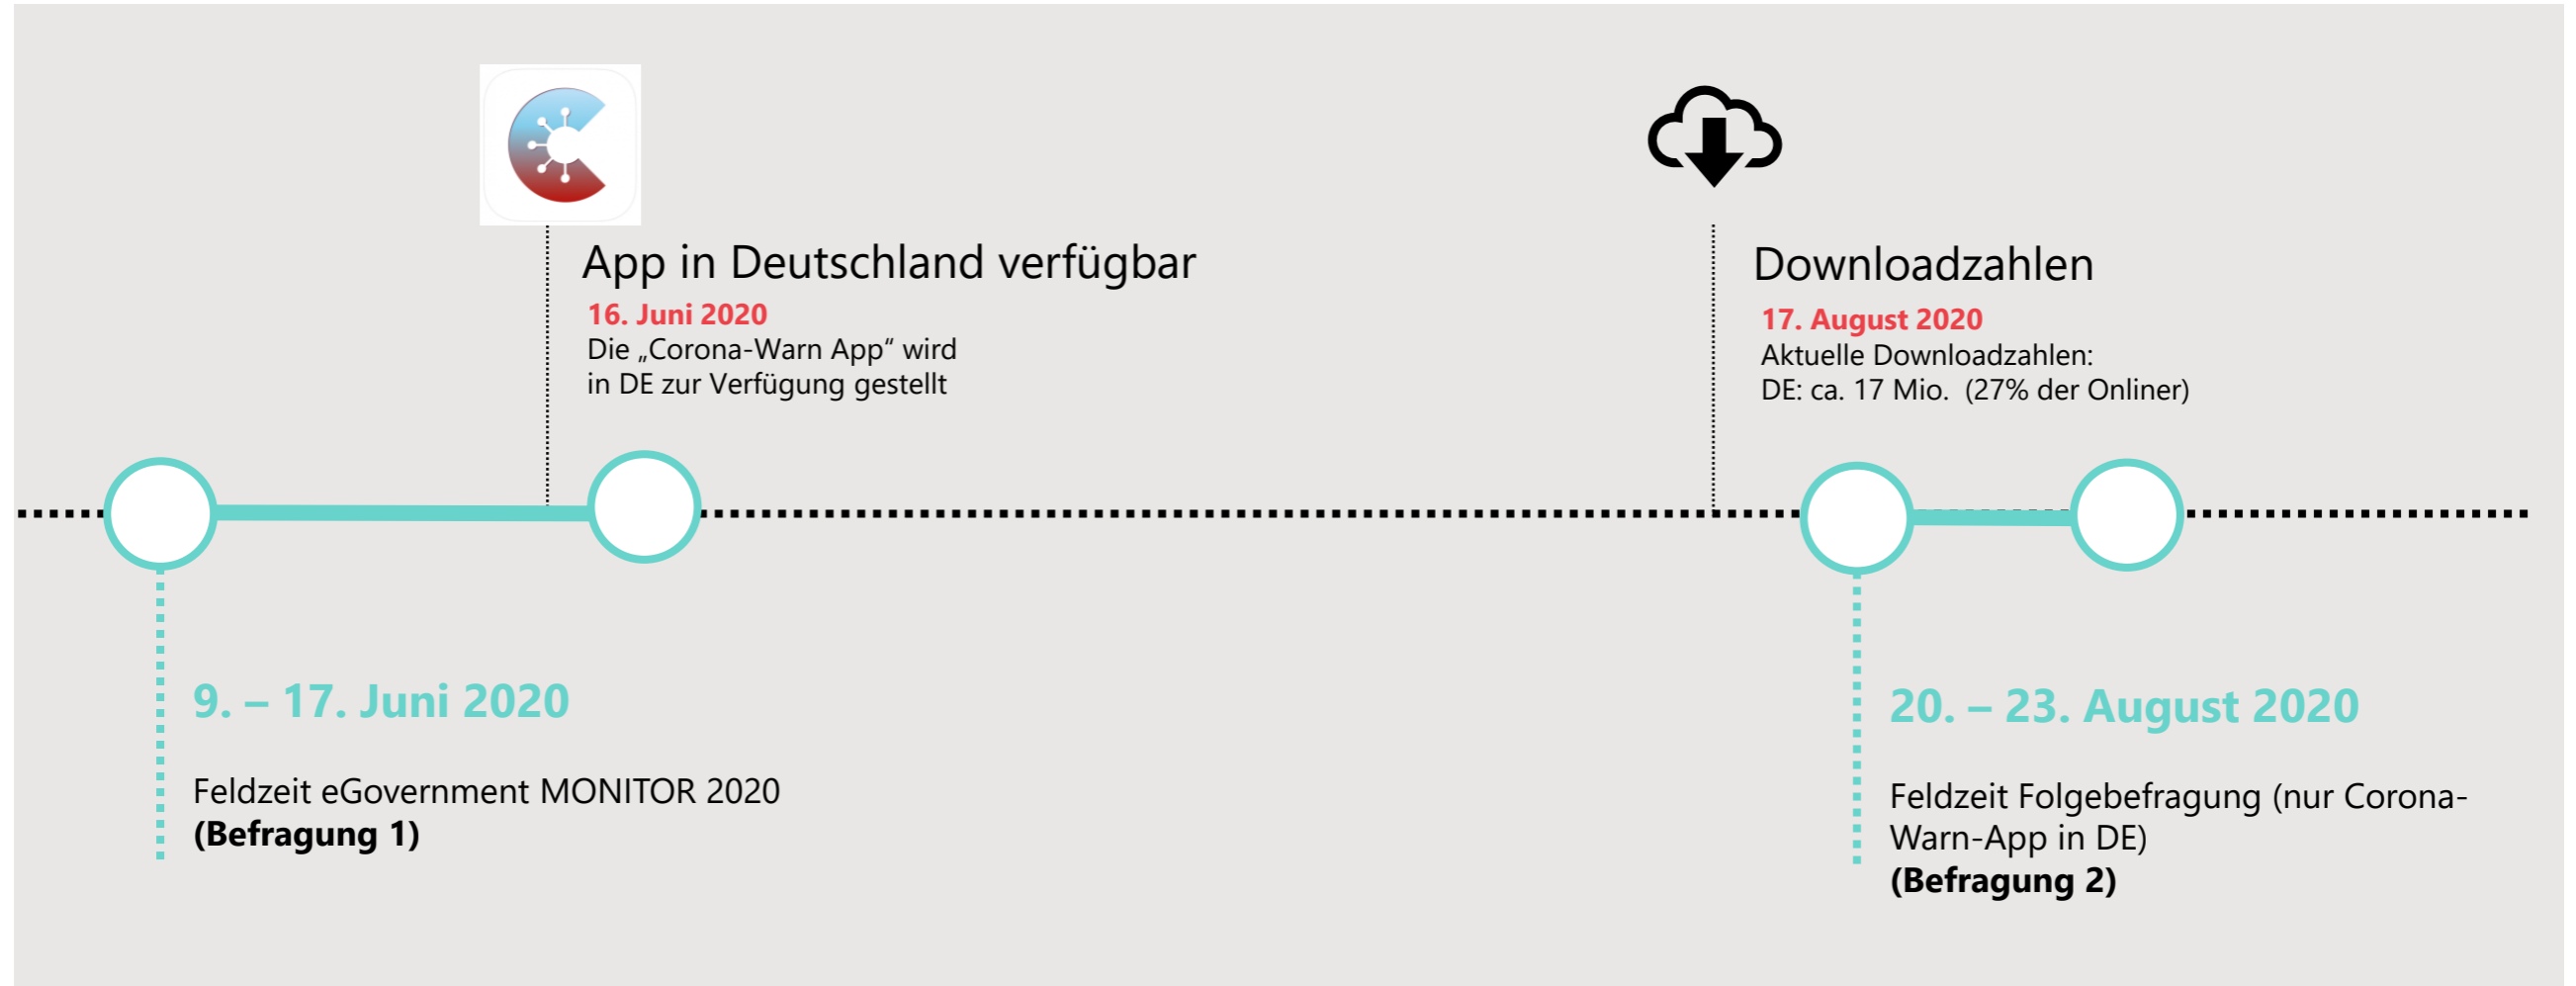 App in Deutschland verfügbar
16. Juni 2020
Die „Corona-Warn App“ wird
in DE zur Verfügung gestellt
Downloadzahlen
17. August 2020
Aktuelle Downloadzahlen:
DE: ca. 17 Mio.  (27% der Onliner)
9. – 17. Juni 2020
Feldzeit eGovernment MONITOR 2020
(Befragung 1)
20. – 23. August 2020
Feldzeit Folgebefragung (nur Corona-
Warn-App in DE)
(Befragung 2)